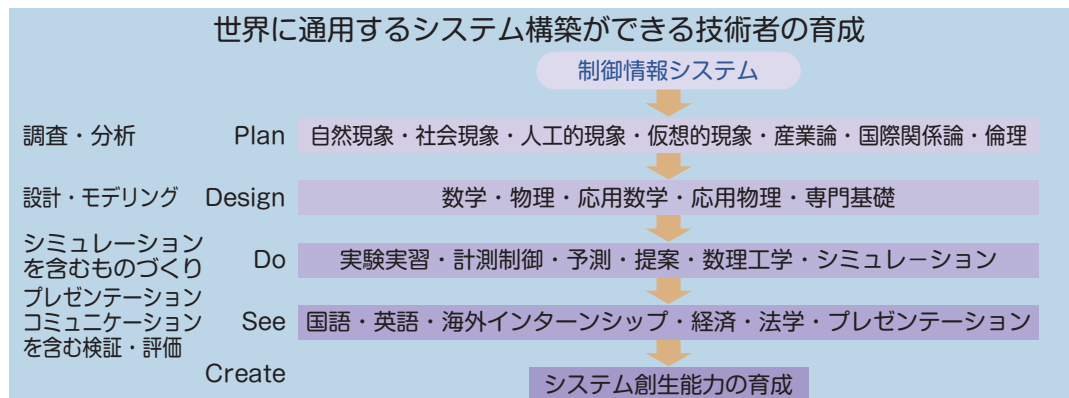 世界に通用するシステム構築ができる技術者の育成
制御情報システム
調査・分析 Plan 自然現象・社会現象・人工的現象・仮想的現象・産業論・国際関係論・倫理
設計・モデリング Design 数学・物理・応用数学・応用物理・専門基礎
シミュレーション
を含むものづくり Do 実験実習・計測制御・予測・提案・数理工学・シミュレーション
プレゼンテーション
コミュニケーション See 国語・英語・海外インターンシップ・経済・法学・プレゼンテーション
を含む検証・評価
Create システム創生能力の育成